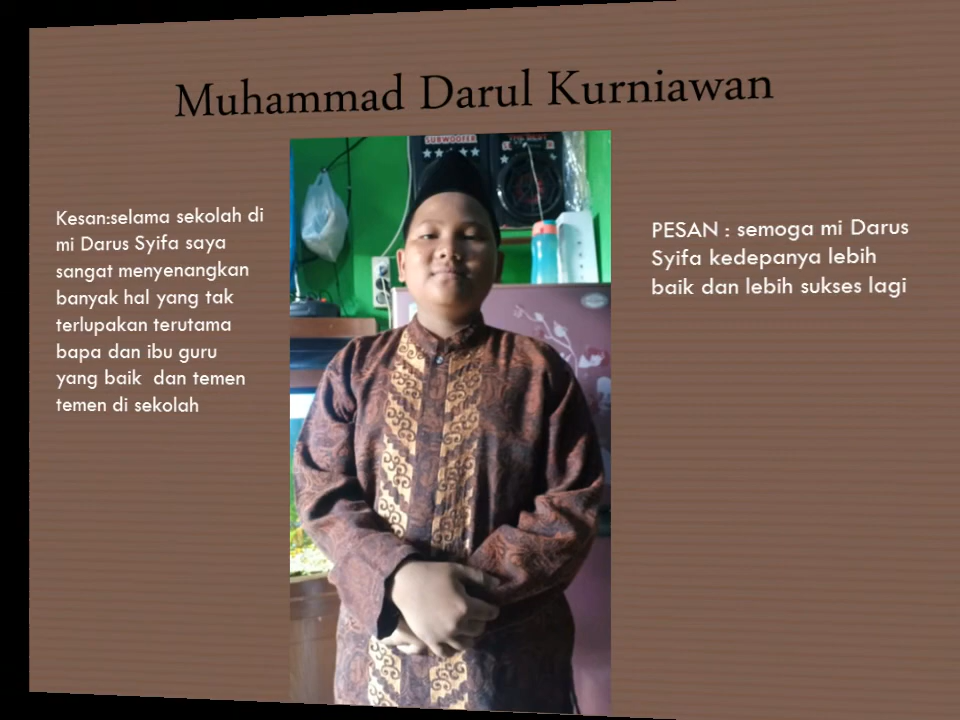 Muhammad Darul Kurniawan
SUBWOOFER
Kesan:selama sekolah di
mi Darus Syifa saya
sangat menyenangkan
banyak hal yang tak
terlupakan terutama
bapa dan ibu guru
yang baik  dan temen
temen di sekolah
PESAN : semoga mi Darus
Syifa kedepanya lebih
baik dan lebih sukses lagi